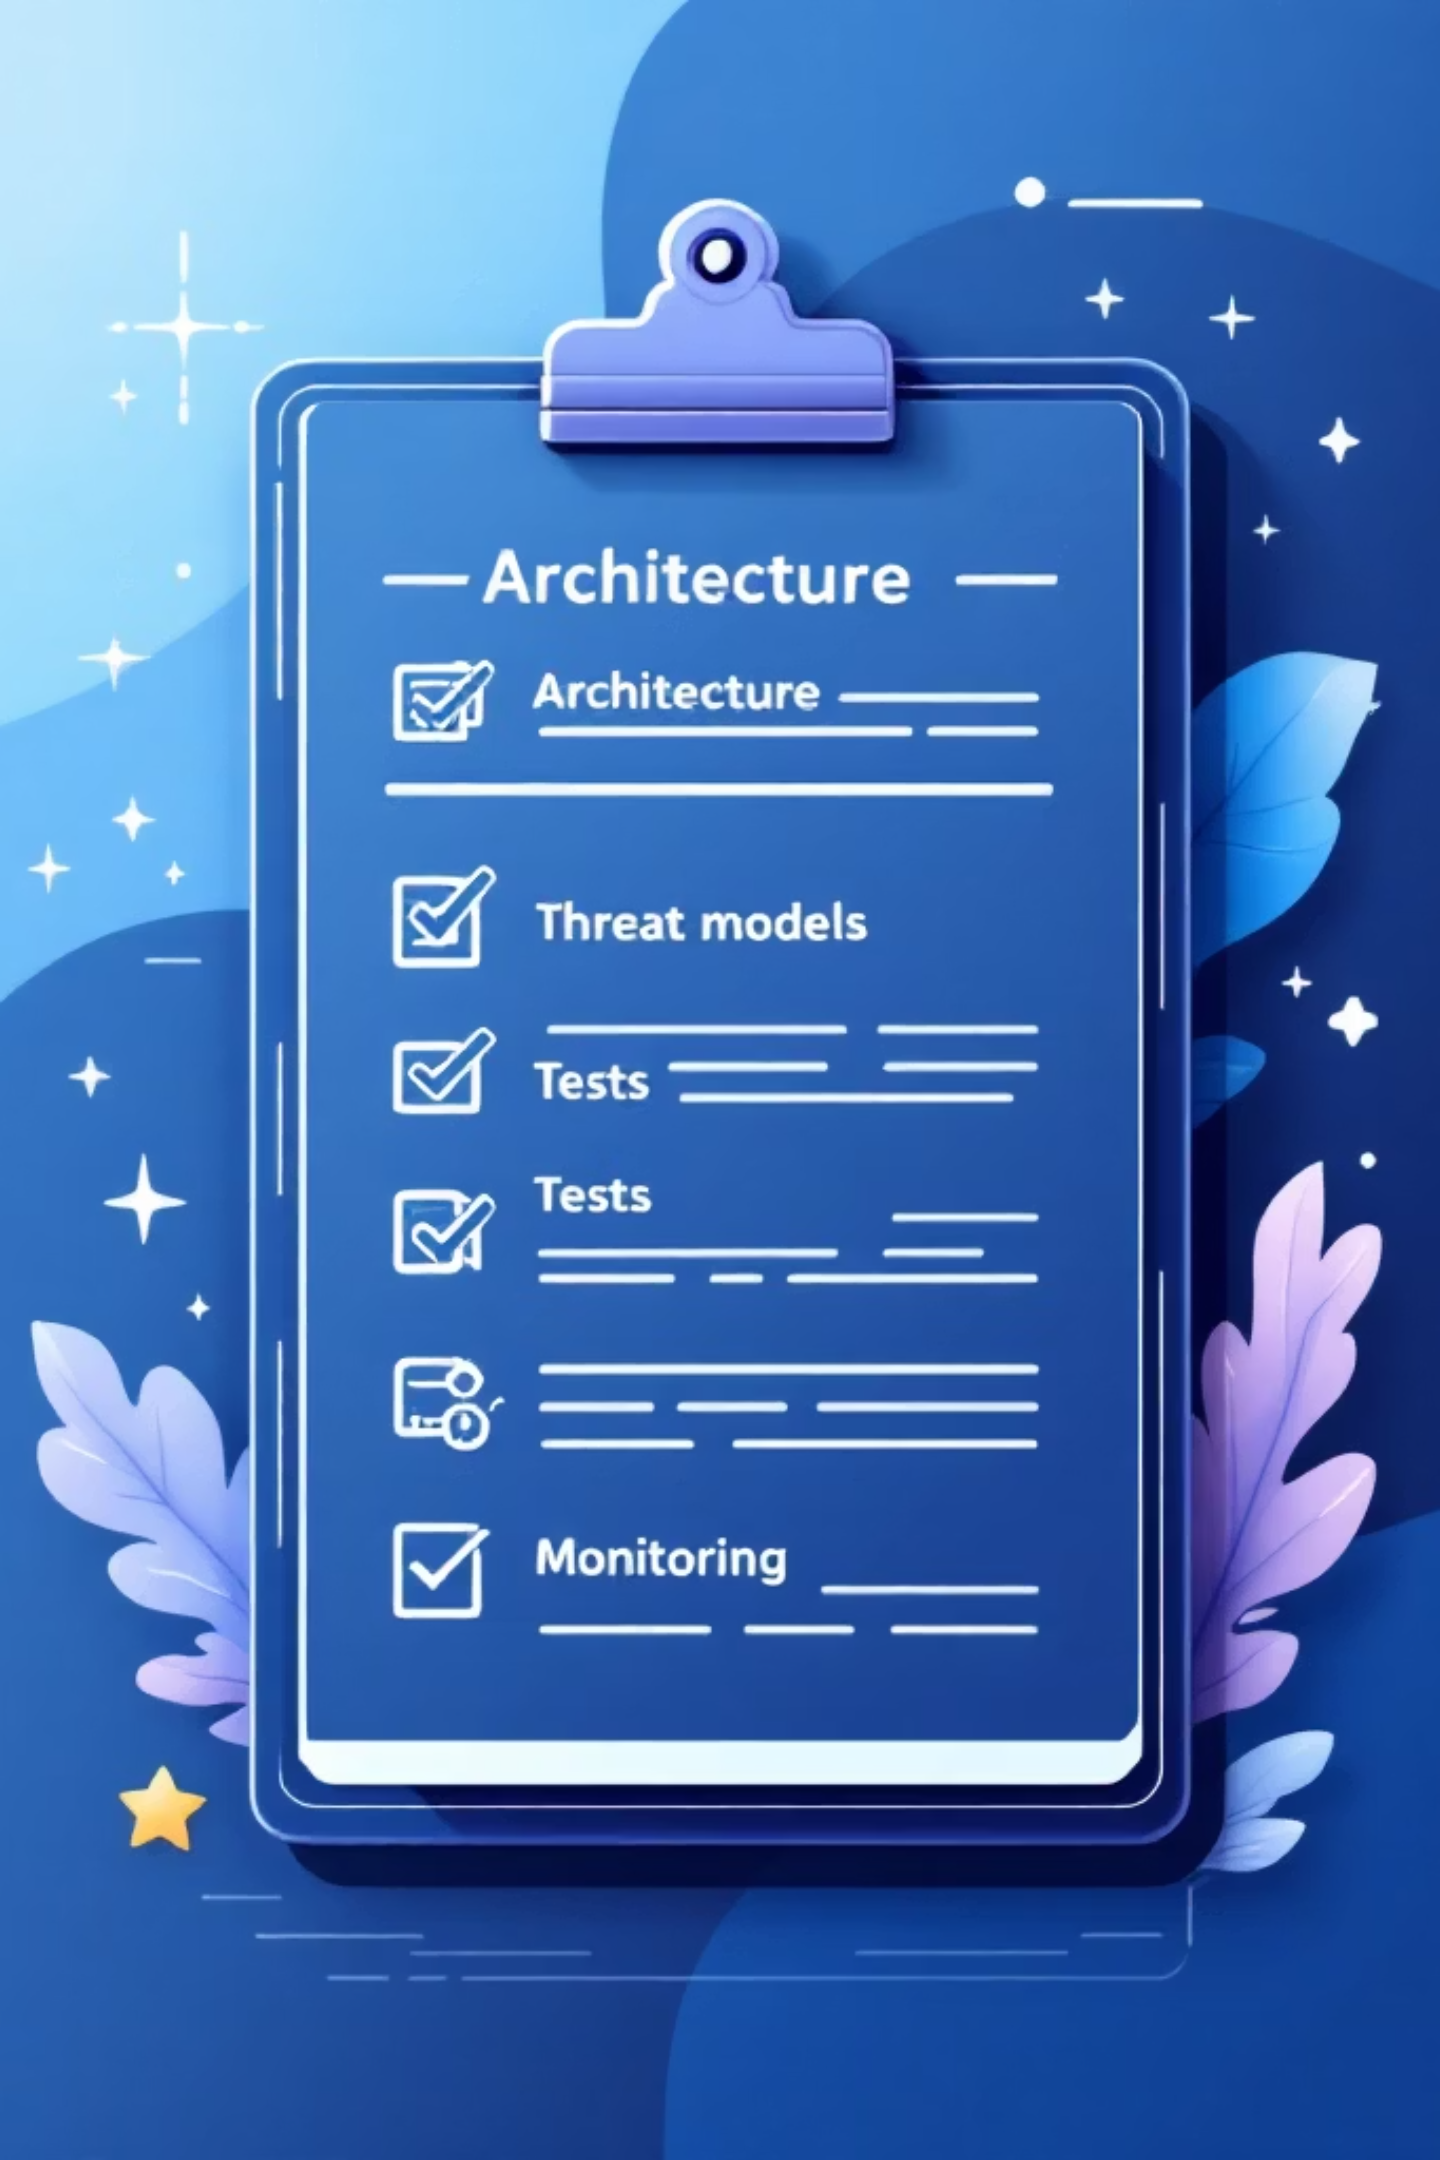 Architecture
Architecture
Threat models
Tests
Tests
Monitoring